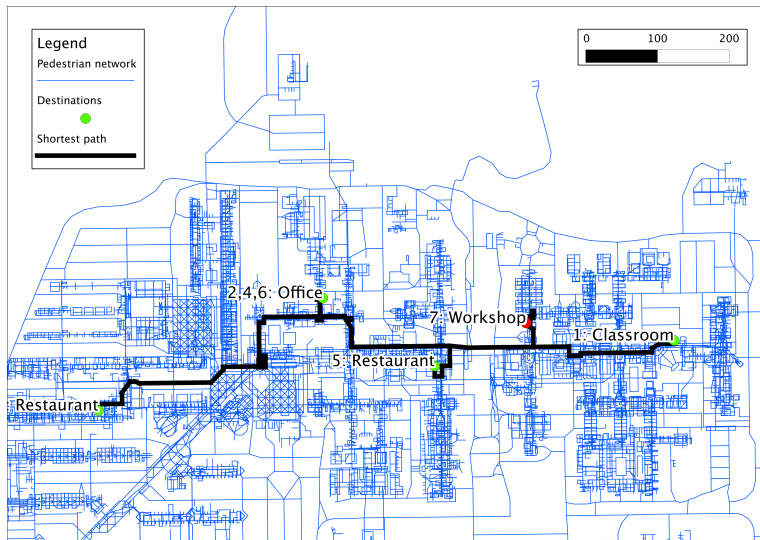 Legend
Pedestrian network
Destinations
Shortest path
0 100 200
2,4,6: Office
7: Workshop
1: Classroom
5: Restaurant
Restaurant